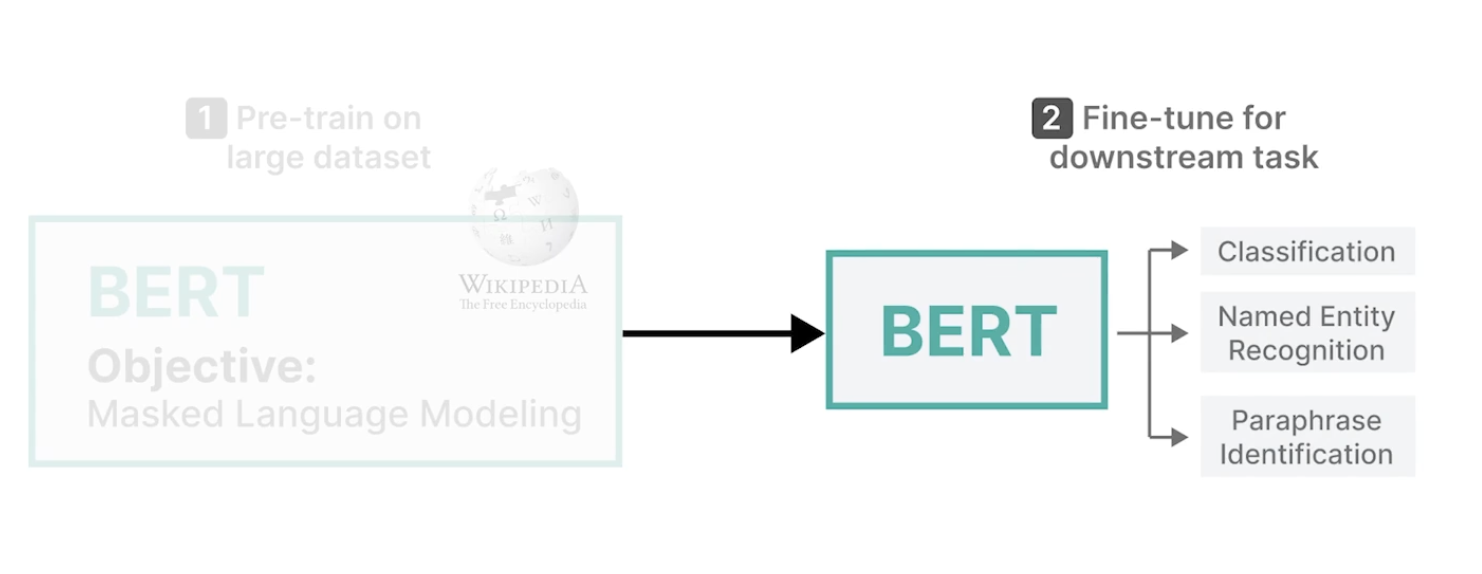 1 Pre-train on
large dataset
WIKIPEDIA
The Free Encyclopedia
BERT
Objective:
Masked Language Modeling
2 Fine-tune for
downstream task
BERT
Classification
Named Entity
Recognition
Paraphrase
Identification